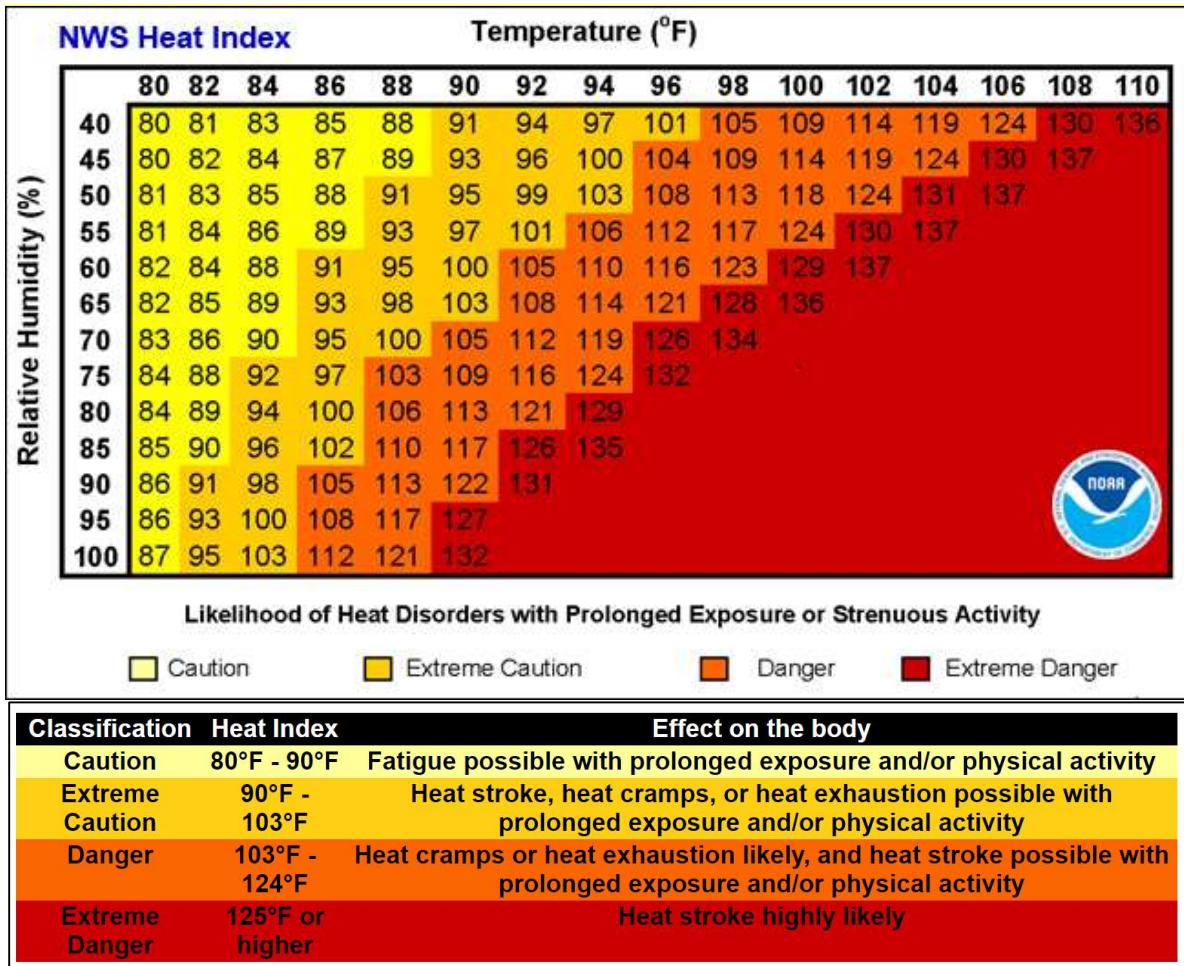 NWS Heat Index
Temperature (°F)
80 82 84 86 88 90 92 94 96 98 100 102 104 106 108 110
Relative Humidity (%)
40 80 81 83 85 88 91 94 97 101 105 109 114 119 124 130 136
45 80 82 84 87 89 93 96 100 104 109 114 119 124 130 137
50 81 83 85 88 91 95 99 103 108 113 118 124 131 137
55 81 84 86 89 93 97 101 106 112 117 124 130 137
60 82 84 88 91 95 100 105 110 116 123 129 137
65 82 85 89 93 98 103 108 114 121 128 136
70 83 86 90 95 100 105 112 119 126 134
75 84 88 92 97 103 109 116 124 132
80 84 89 94 100 106 113 121 129
85 85 90 96 102 110 117 126 135
90 86 91 98 105 113 122 131
95 86 93 100 108 117 127
100 87 95 103 112 121 132
NOAA
Likelihood of Heat Disorders with Prolonged Exposure or Strenuous Activity
Caution Extreme Caution Danger Extreme Danger
Classification Heat Index Effect on the body
Caution 80°F - 90°F Fatigue possible with prolonged exposure and/or physical activity
Extreme 90°F - Heat stroke, heat cramps, or heat exhaustion possible with
Caution 103°F prolonged exposure and/or physical activity
Danger 103°F - Heat cramps or heat exhaustion likely, and heat stroke possible with
124°F prolonged exposure and/or physical activity
Extreme 125°F or Heat stroke highly likely
Danger higher